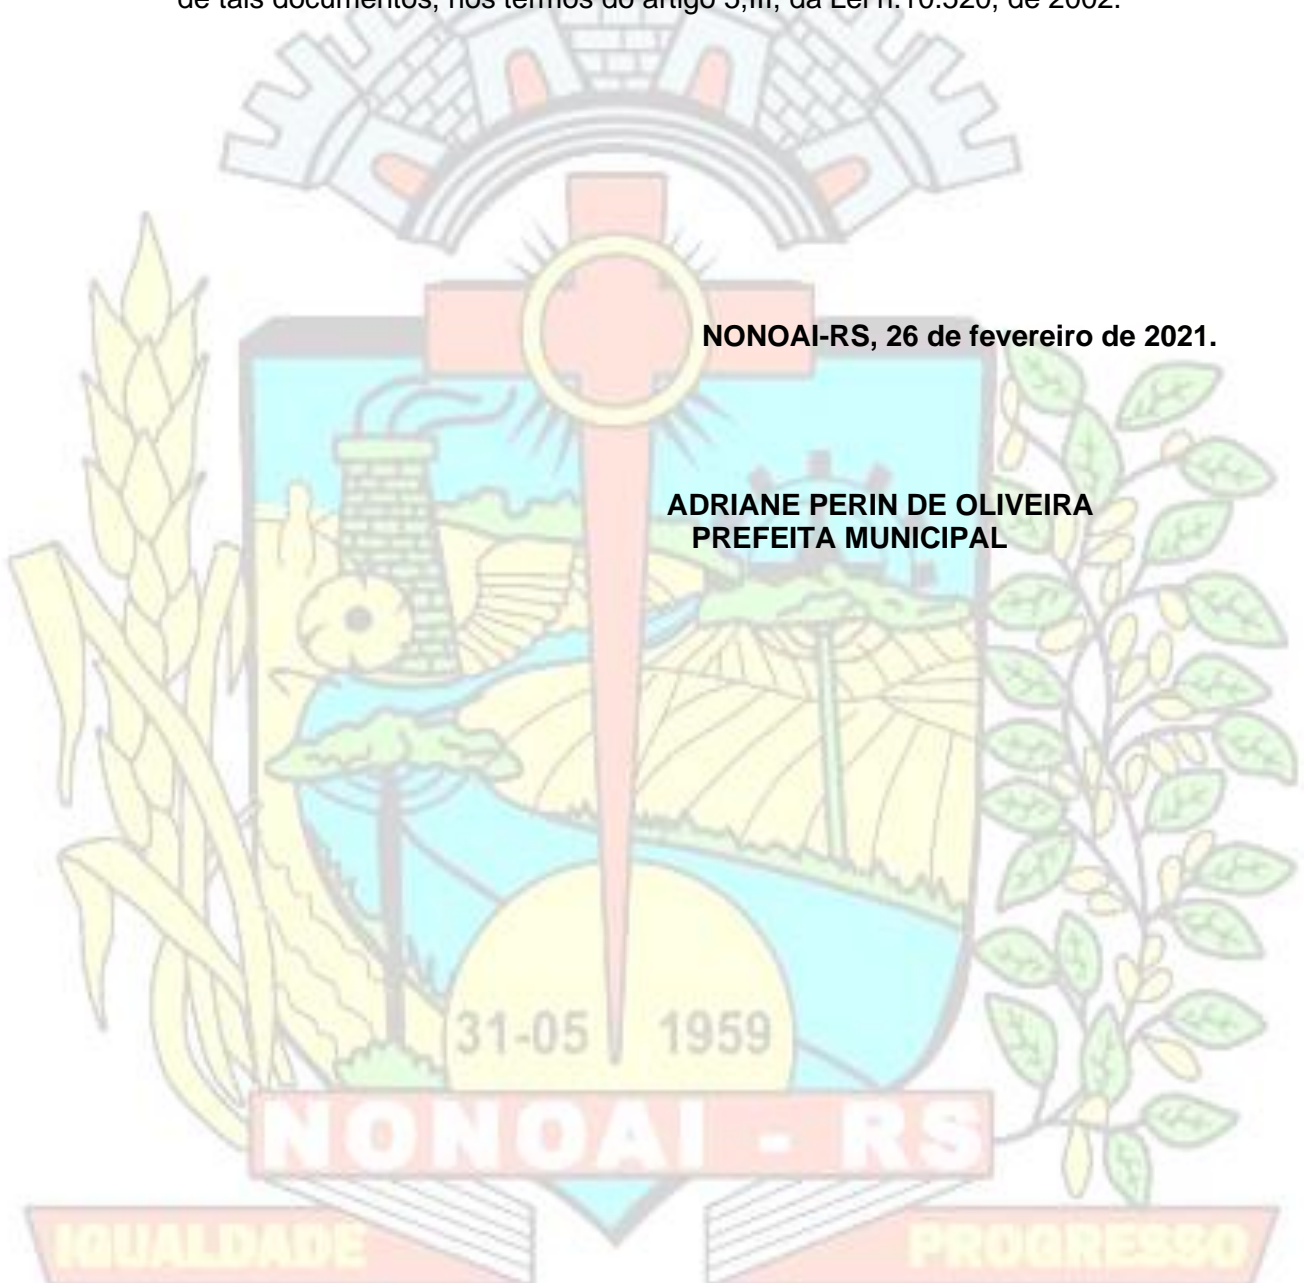 de tais documentos, nos termos do artigo 5,III, da Lei n.10.520, de 2002.
NONOAI-RS, 26 de fevereiro de 2021.
ADRIANE PERIN DE OLIVEIRA
PREFEITA MUNICIPAL
31-05 1959
NONOAI - RS
IGUALDADE PROGRESSO